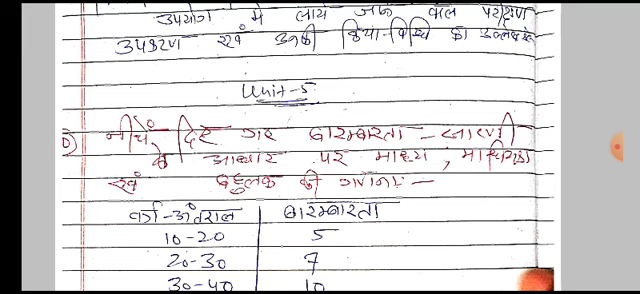 उपयोग में लाये जाने वाले परीक्षण
उपकरण एवं उनकी क्रिया-विधि का उल्लेख
Unit-5
नीचे दिए गए बारम्बारता - सारणी
के आधार पर माध्य, माध्यिका
एवं बहुलक की गणना -
वर्ग-अंतराल बारम्बारता
10-20 5
20-30 7
30-40 10